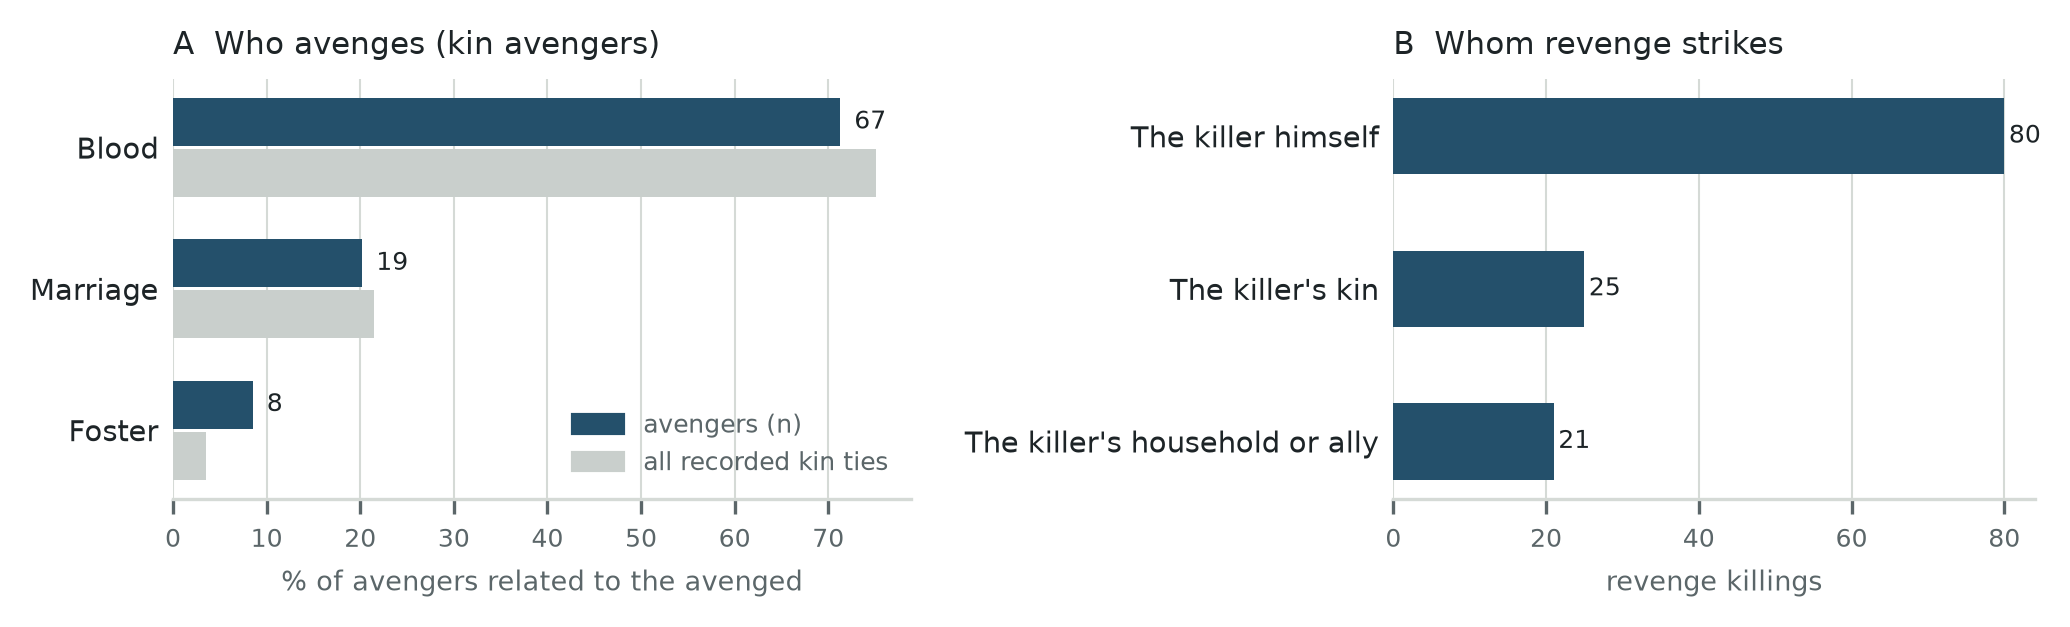 A  Who avenges (kin avengers)
Blood
67
Marriage
19
Foster
8
avengers (n)
all recorded kin ties
0 10 20 30 40 50 60 70
% of avengers related to the avenged
B  Whom revenge strikes
The killer himself
80
The killer's kin
25
The killer's household or ally
21
0 20 40 60 80
revenge killings